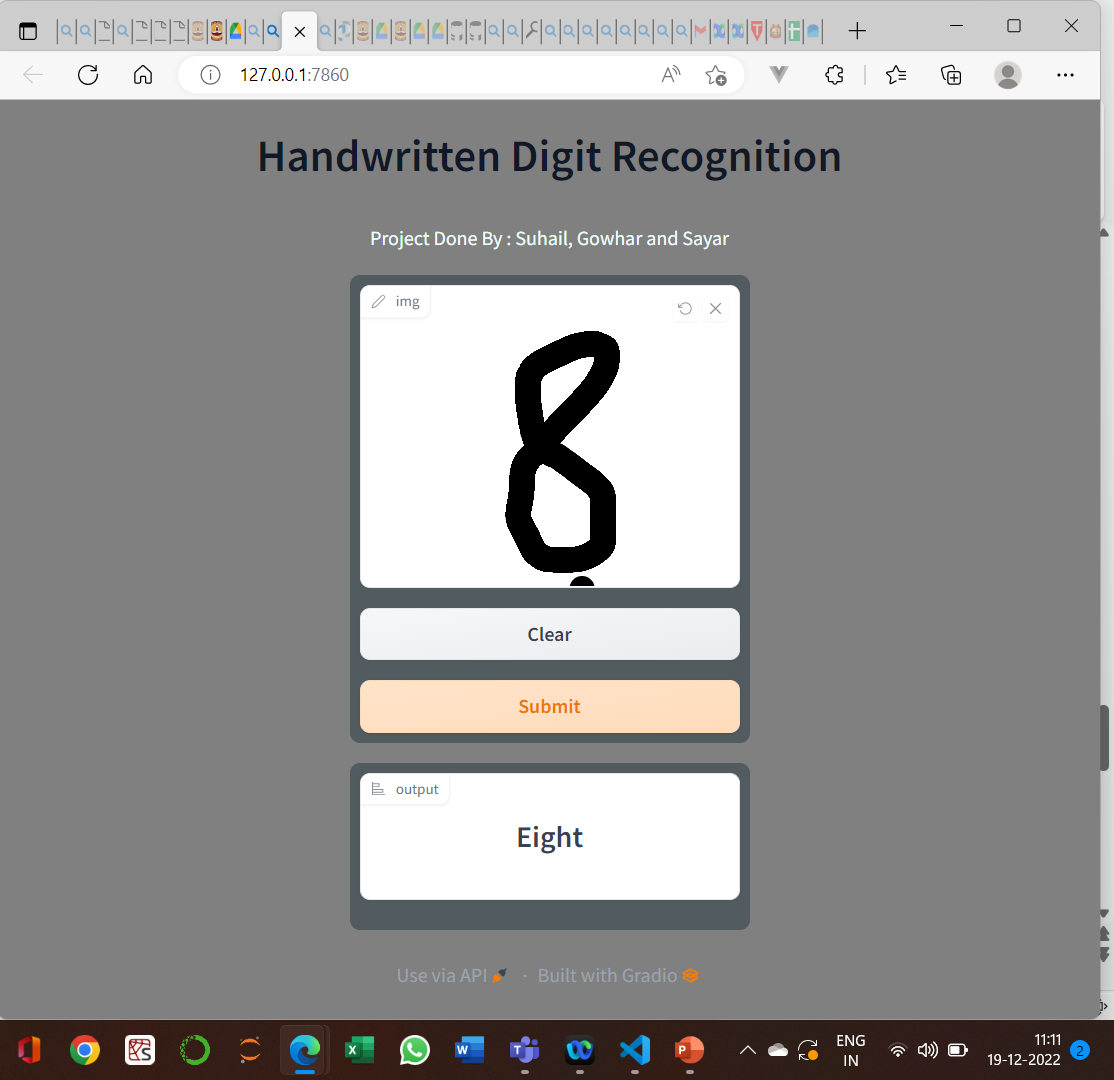 127.0.0.1:7860
Handwritten Digit Recognition
Project Done By : Suhail, Gowhar and Sayar
img
8
Clear
Submit
output
Eight
Use via API · Built with Gradio
ENG
IN
11:11
19-12-2022
2